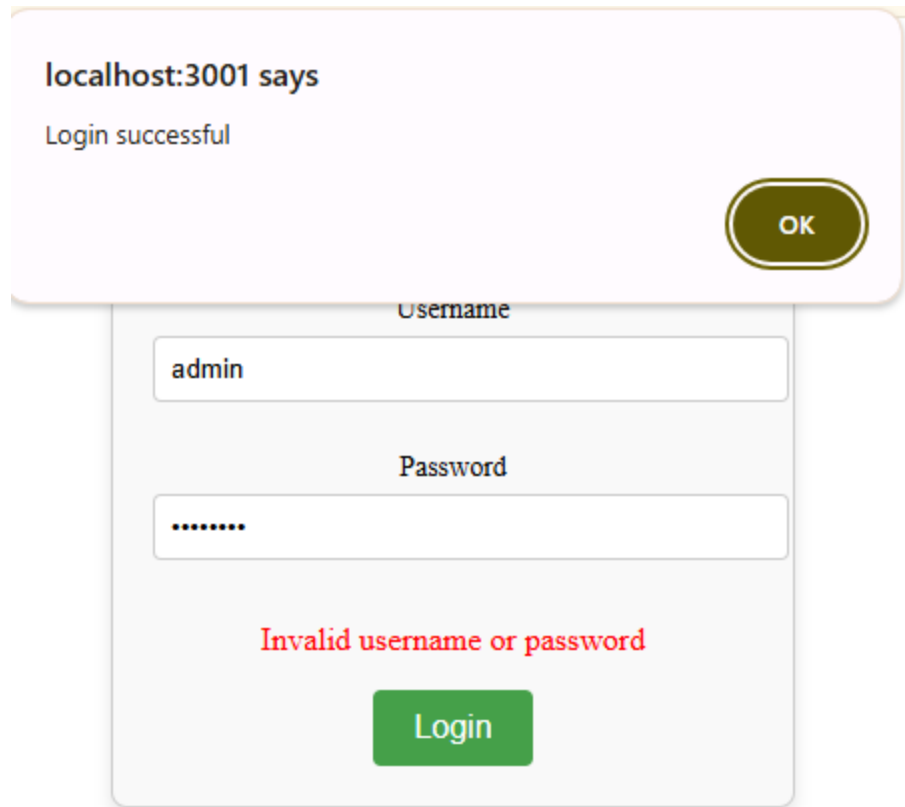 localhost:3001 says
Login successful
OK
Username
admin
Password
••••••••
Invalid username or password
Login